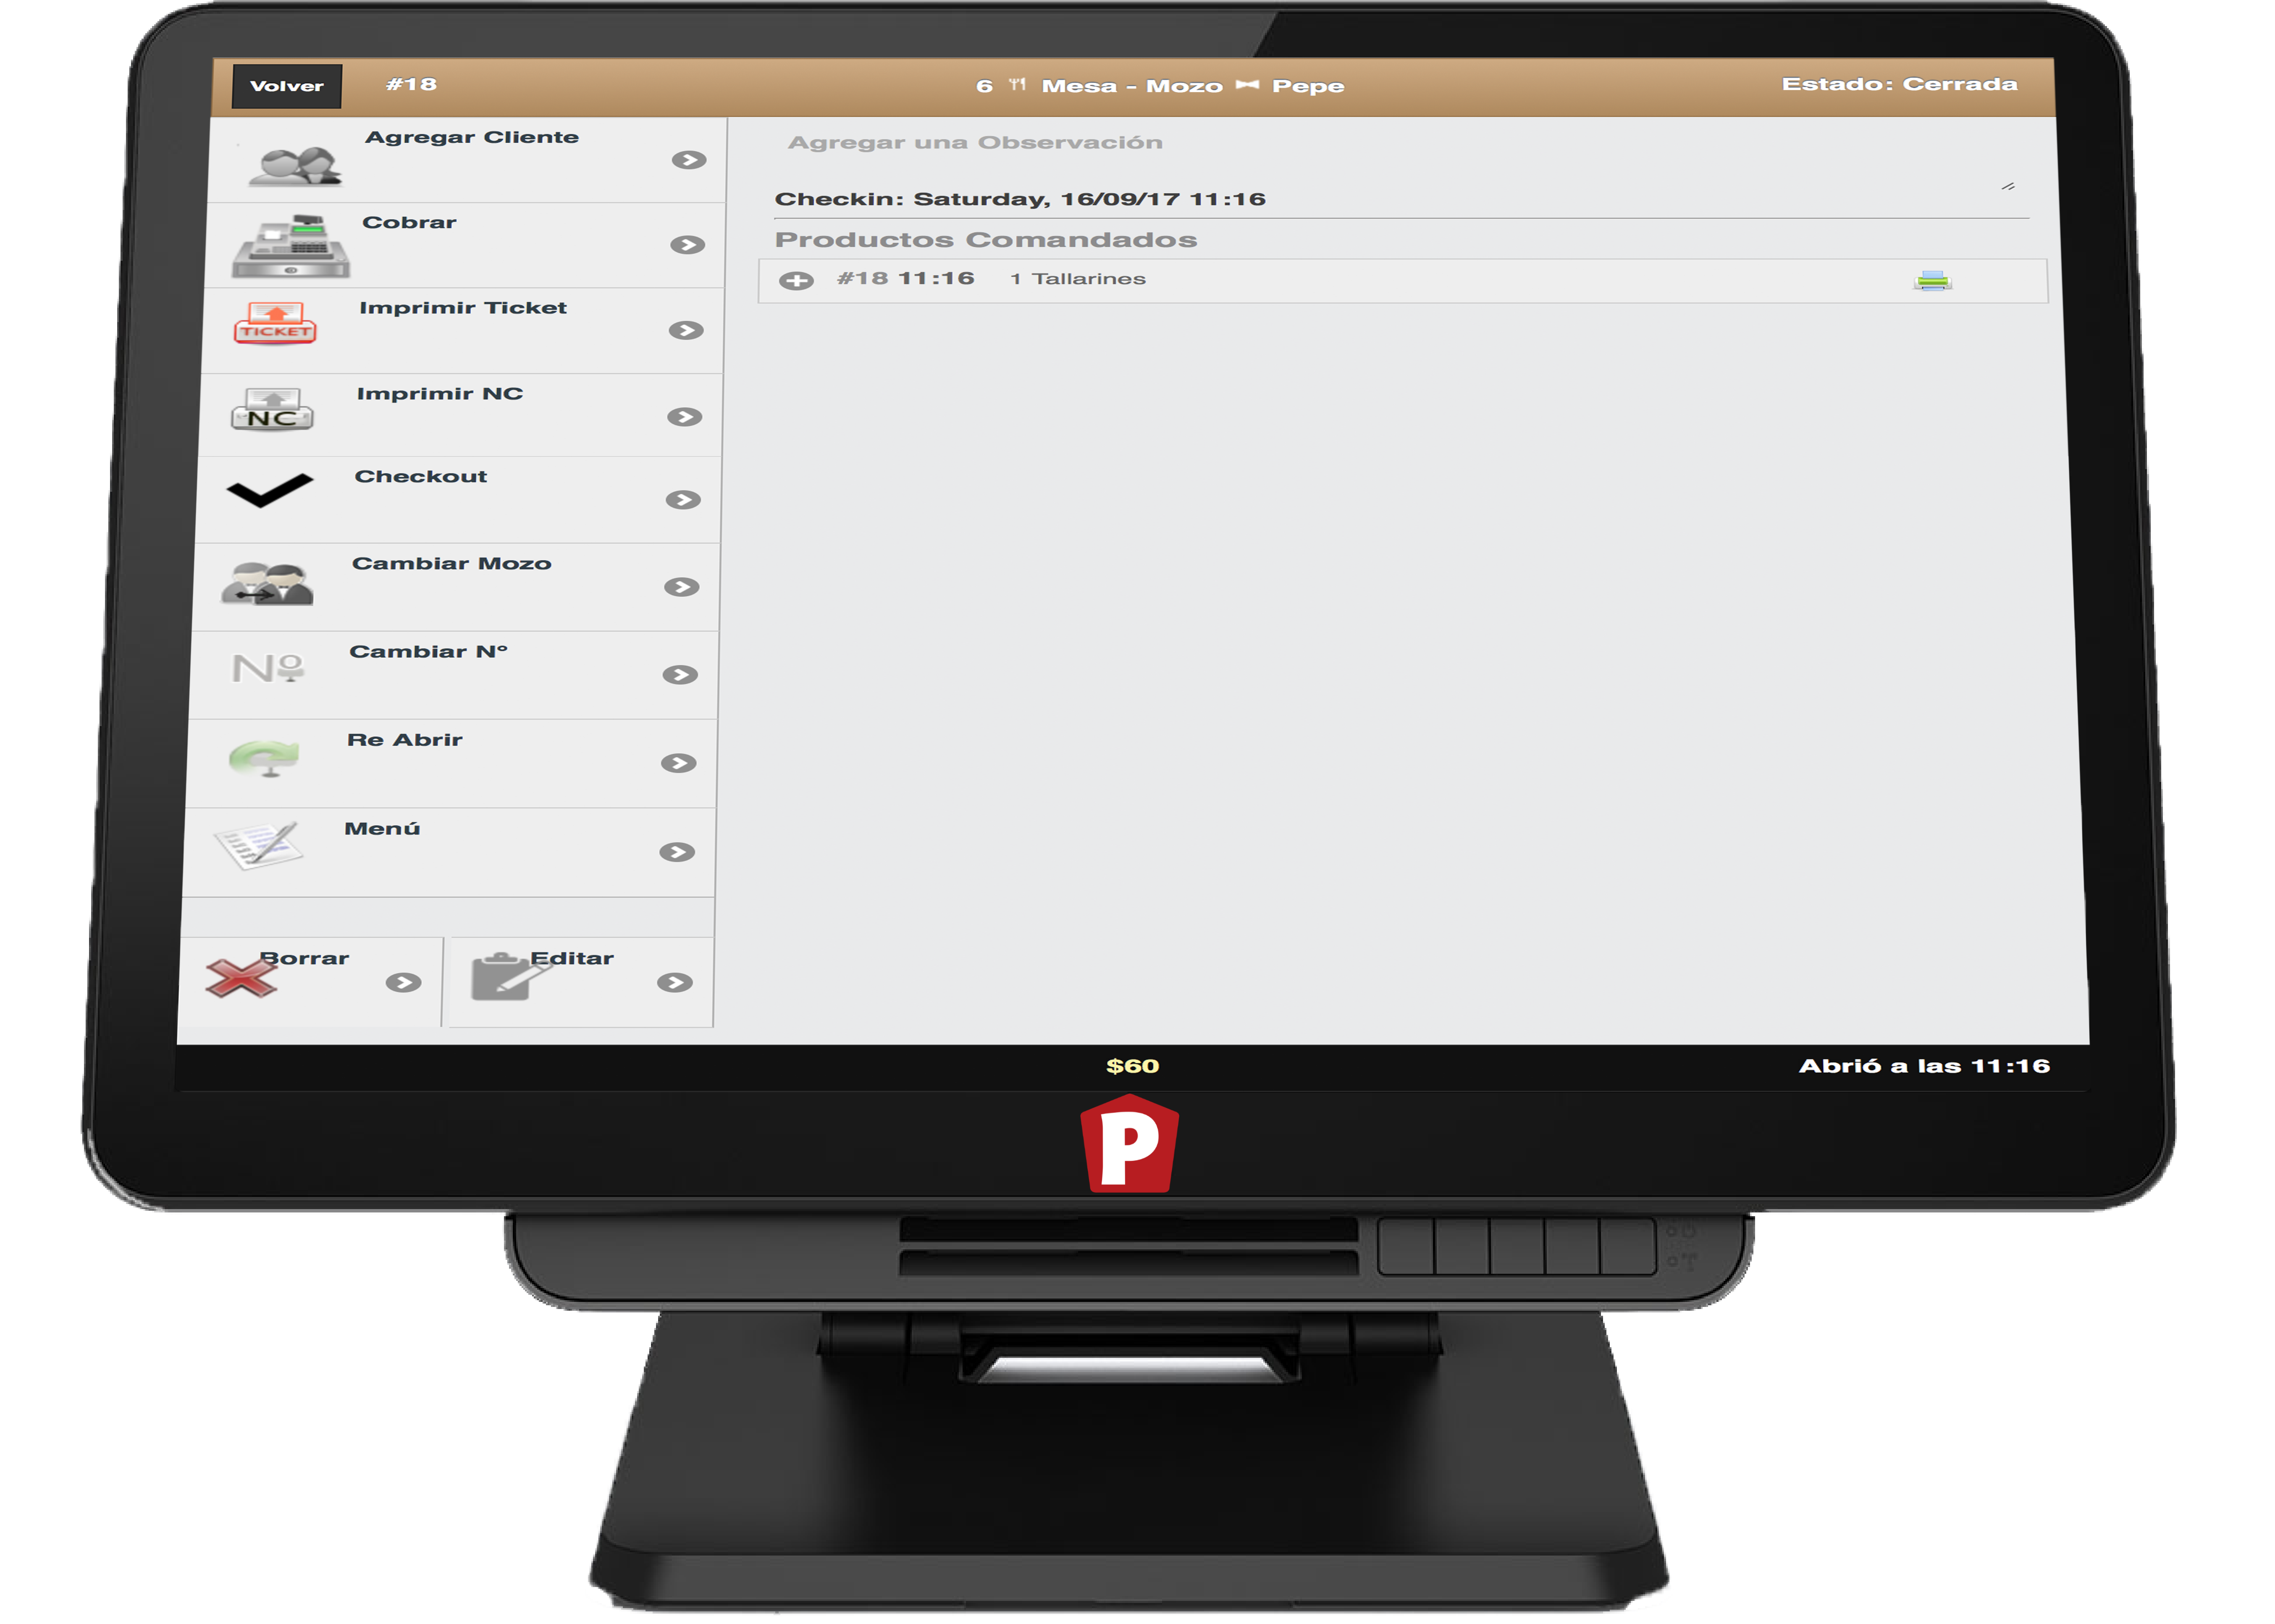 Volver #18 6 Mesa - Mozo Pepe Estado: Cerrada
Agregar Cliente
Cobrar
TICKET Imprimir Ticket
NC Imprimir NC
Checkout
Cambiar Mozo
Nº Cambiar Nº
Re Abrir
Menú
Borrar
Editar
Agregar una Observación
Checkin: Saturday, 16/09/17 11:16
Productos Comandados
#18 11:16 1 Tallarines
$60 Abrió a las 11:16
P